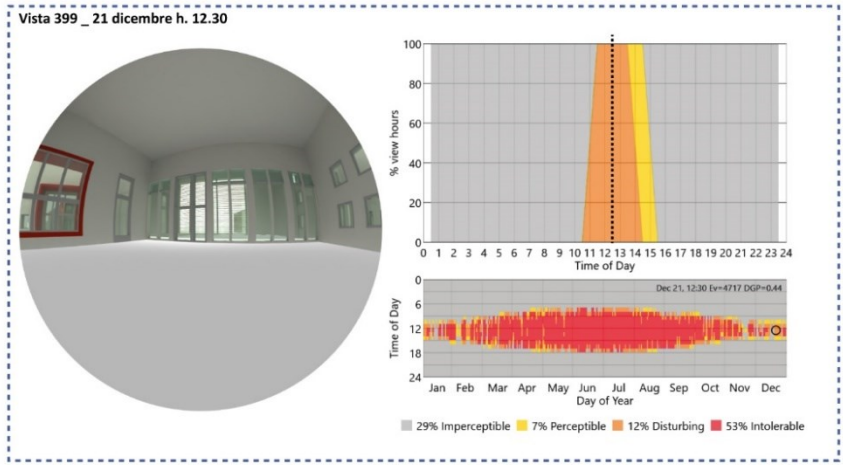 Vista 399 _ 21 dicembre h. 12.30
100
80
60
40
20
0
% view hours
0 1 2 3 4 5 6 7 8 9 10 11 12 13 14 15 16 17 18 19 20 21 22 23 24
Time of Day
0
6
12
18
24
Time of Day
Dec 21, 12:30 Ev=4717 DGP=0.44
Jan Feb Mar Apr May Jun Jul Aug Sep Oct Nov Dec
Day of Year
29% Imperceptible 7% Perceptible 12% Disturbing 53% Intolerable